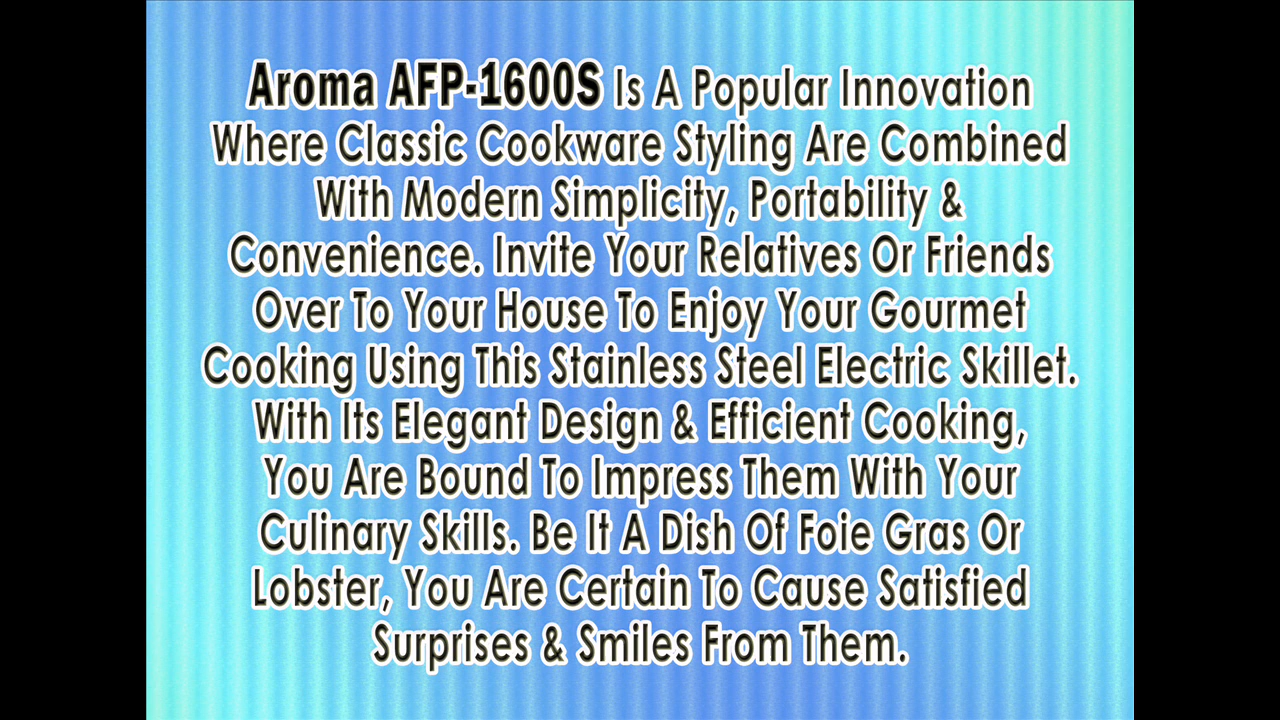 Aroma AFP-1600S Is A Popular Innovation
Where Classic Cookware Styling Are Combined
With Modern Simplicity, Portability &
Convenience. Invite Your Relatives Or Friends
Over To Your House To Enjoy Your Gourmet
Cooking Using This Stainless Steel Electric Skillet.
With Its Elegant Design & Efficient Cooking,
You Are Bound To Impress Them With Your
Culinary Skills. Be It A Dish Of Foie Gras Or
Lobster, You Are Certain To Cause Satisfied
Surprises & Smiles From Them.